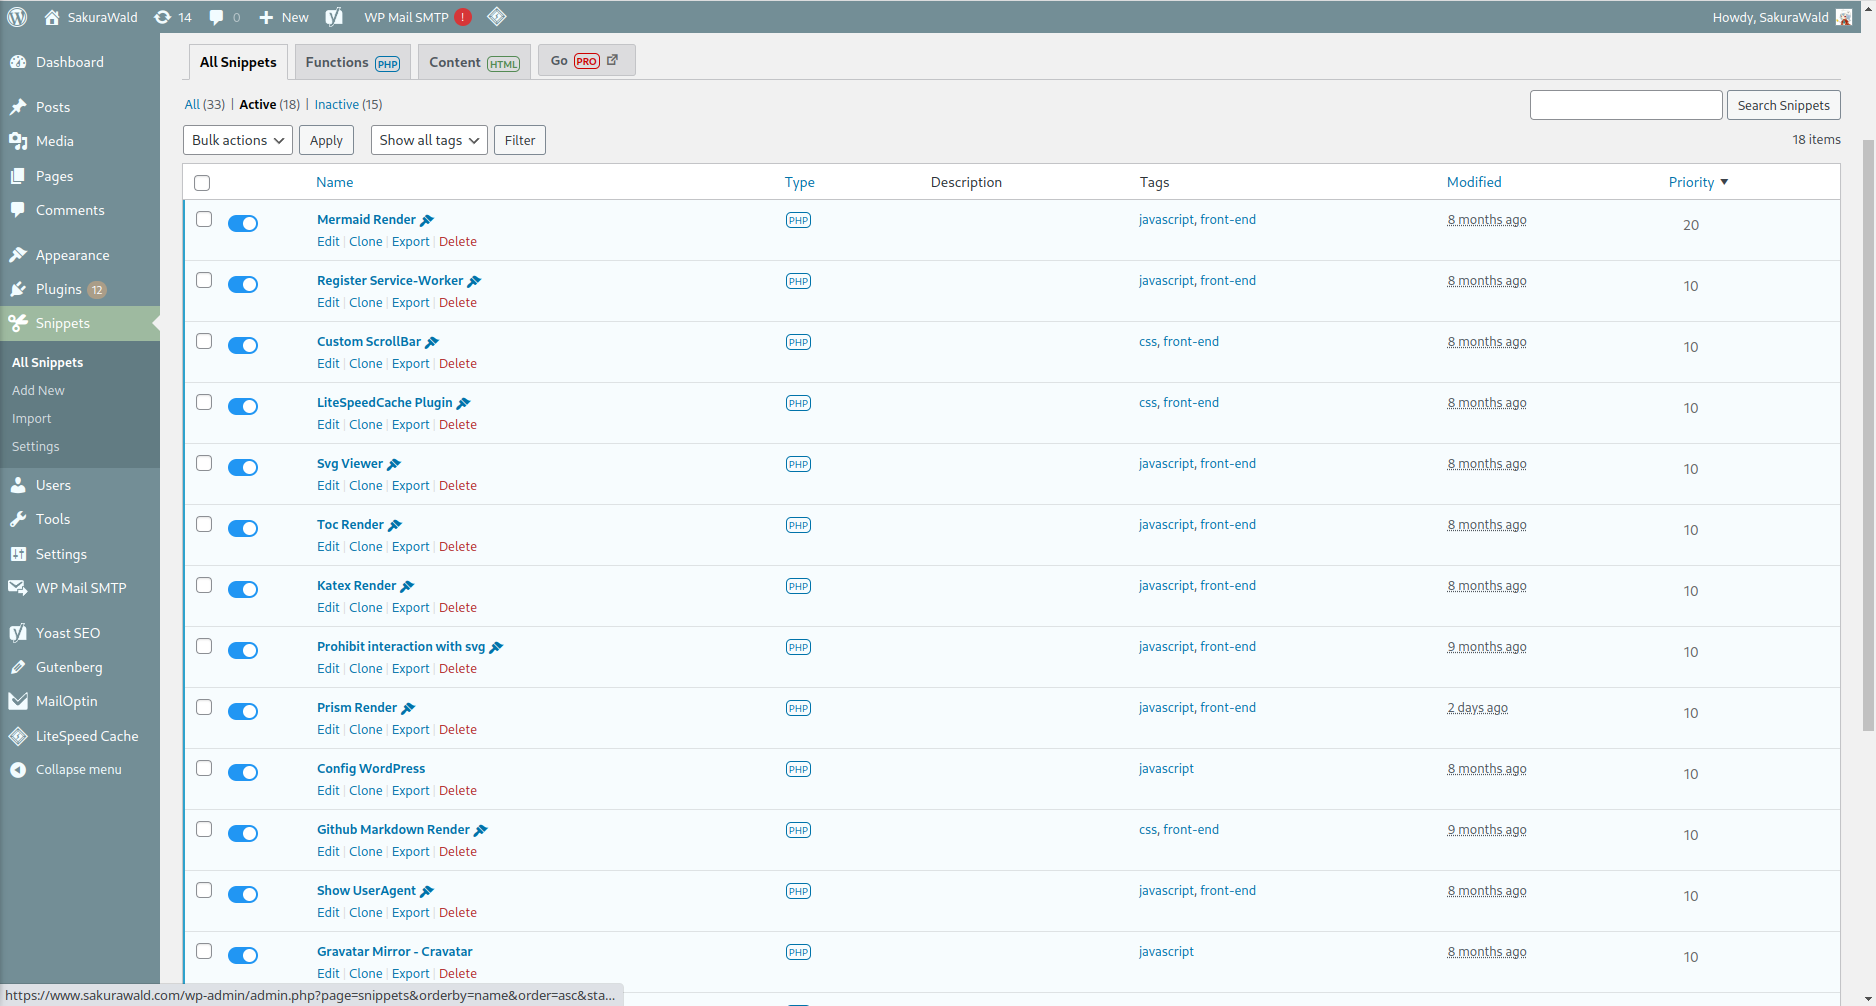 SakuraWald 14 0 + New WP Mail SMTP ! Howdy, SakuraWald
Dashboard
Posts
Media
Pages
Comments
Appearance
Plugins 12
Snippets
All Snippets
Add New
Import
Settings
Users
Tools
Settings
WP Mail SMTP
Yoast SEO
Gutenberg
MailOptin
LiteSpeed Cache
Collapse menu
All Snippets Functions PHP Content HTML Go PRO
All (33) | Active (18) | Inactive (15) Search Snippets
Bulk actions Apply Show all tags Filter 18 items
Name Type Description Tags Modified Priority
Mermaid Render PHP javascript, front-end 8 months ago 20
Edit | Clone | Export | Delete
Register Service-Worker PHP javascript, front-end 8 months ago 10
Edit | Clone | Export | Delete
Custom ScrollBar PHP css, front-end 8 months ago 10
Edit | Clone | Export | Delete
LiteSpeedCache Plugin PHP css, front-end 8 months ago 10
Edit | Clone | Export | Delete
Svg Viewer PHP javascript, front-end 8 months ago 10
Edit | Clone | Export | Delete
Toc Render PHP javascript, front-end 8 months ago 10
Edit | Clone | Export | Delete
Katex Render PHP javascript, front-end 8 months ago 10
Edit | Clone | Export | Delete
Prohibit interaction with svg PHP javascript, front-end 9 months ago 10
Edit | Clone | Export | Delete
Prism Render PHP javascript, front-end 2 days ago 10
Edit | Clone | Export | Delete
Config WordPress PHP javascript 8 months ago 10
Edit | Clone | Export | Delete
Github Markdown Render PHP css, front-end 9 months ago 10
Edit | Clone | Export | Delete
Show UserAgent PHP javascript, front-end 8 months ago 10
Edit | Clone | Export | Delete
Gravatar Mirror - Cravatar PHP javascript 8 months ago 10
Edit | Clone | Export | Delete
https://www.sakurawald.com/wp-admin/admin.php?page=snippets&orderby=name&order=asc&sta...